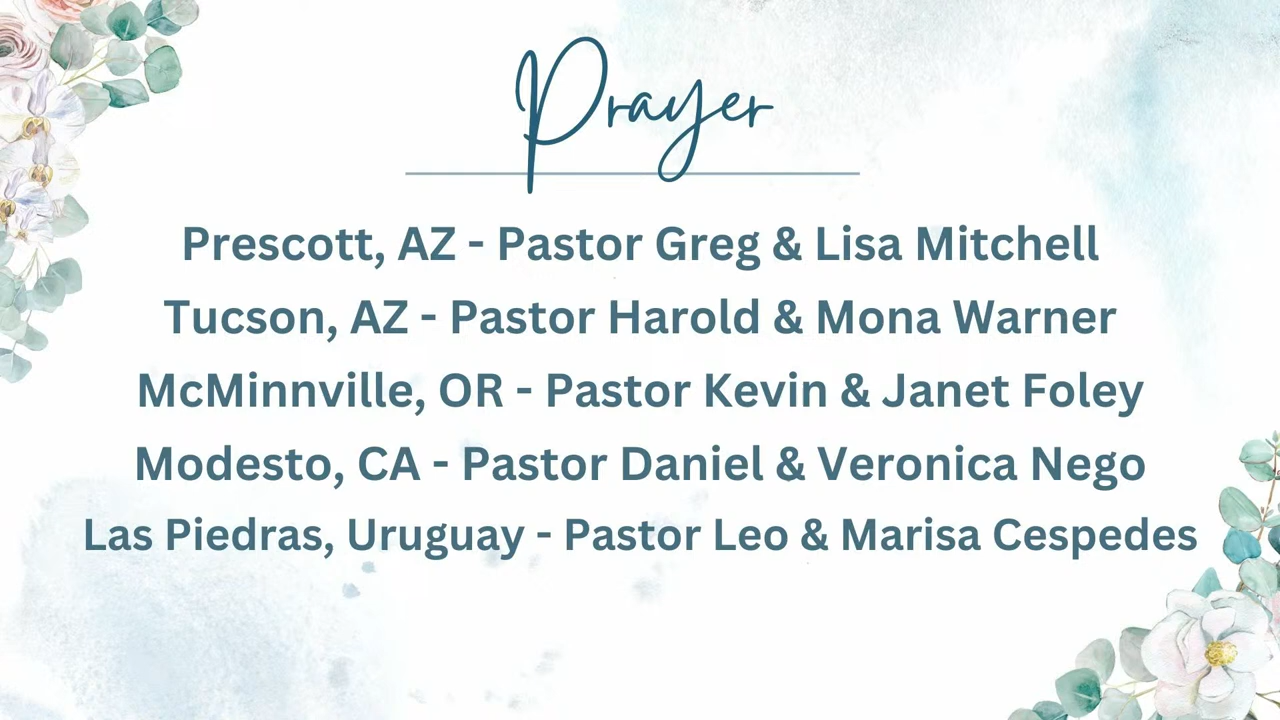 Prayer
Prescott, AZ - Pastor Greg & Lisa Mitchell
Tucson, AZ - Pastor Harold & Mona Warner
McMinnville, OR - Pastor Kevin & Janet Foley
Modesto, CA - Pastor Daniel & Veronica Nego
Las Piedras, Uruguay - Pastor Leo & Marisa Cespedes